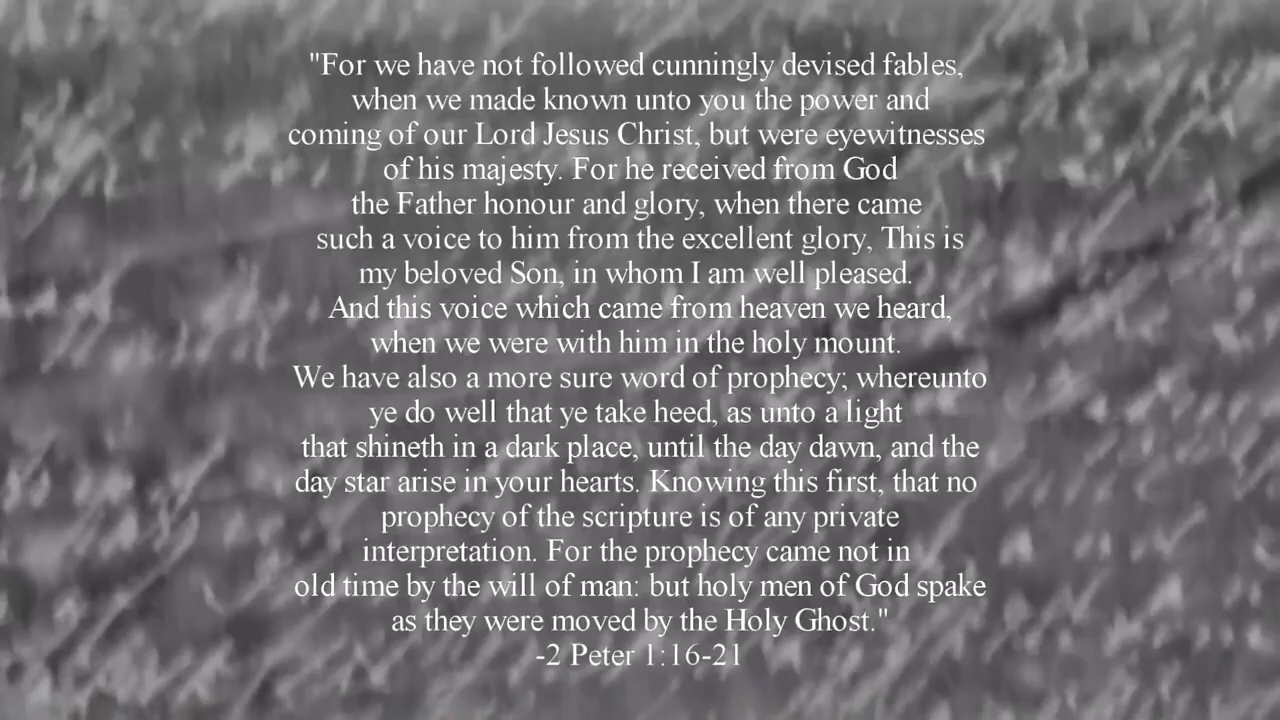 "For we have not followed cunningly devised fables,
when we made known unto you the power and
coming of our Lord Jesus Christ, but were eyewitnesses
of his majesty. For he received from God
the Father honour and glory, when there came
such a voice to him from the excellent glory, This is
my beloved Son, in whom I am well pleased.
And this voice which came from heaven we heard,
when we were with him in the holy mount.
We have also a more sure word of prophecy; whereunto
ye do well that ye take heed, as unto a light
that shineth in a dark place, until the day dawn, and the
day star arise in your hearts. Knowing this first, that no
prophecy of the scripture is of any private
interpretation. For the prophecy came not in
old time by the will of man: but holy men of God spake
as they were moved by the Holy Ghost."
-2 Peter 1:16-21